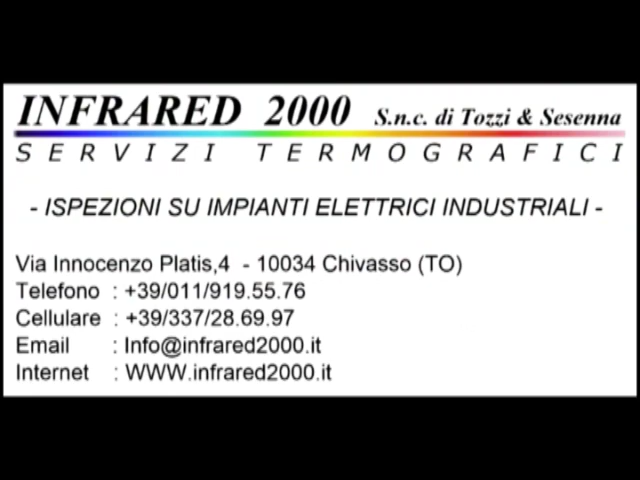 INFRARED 2000 S.n.c. di Tozzi & Sesenna
SERVIZI TERMOGRAFICI
- ISPEZIONI SU IMPIANTI ELETTRICI INDUSTRIALI -
Via Innocenzo Platis,4 - 10034 Chivasso (TO)
Telefono : +39/011/919.55.76
Cellulare : +39/337/28.69.97
Email : Info@infrared2000.it
Internet : WWW.infrared2000.it